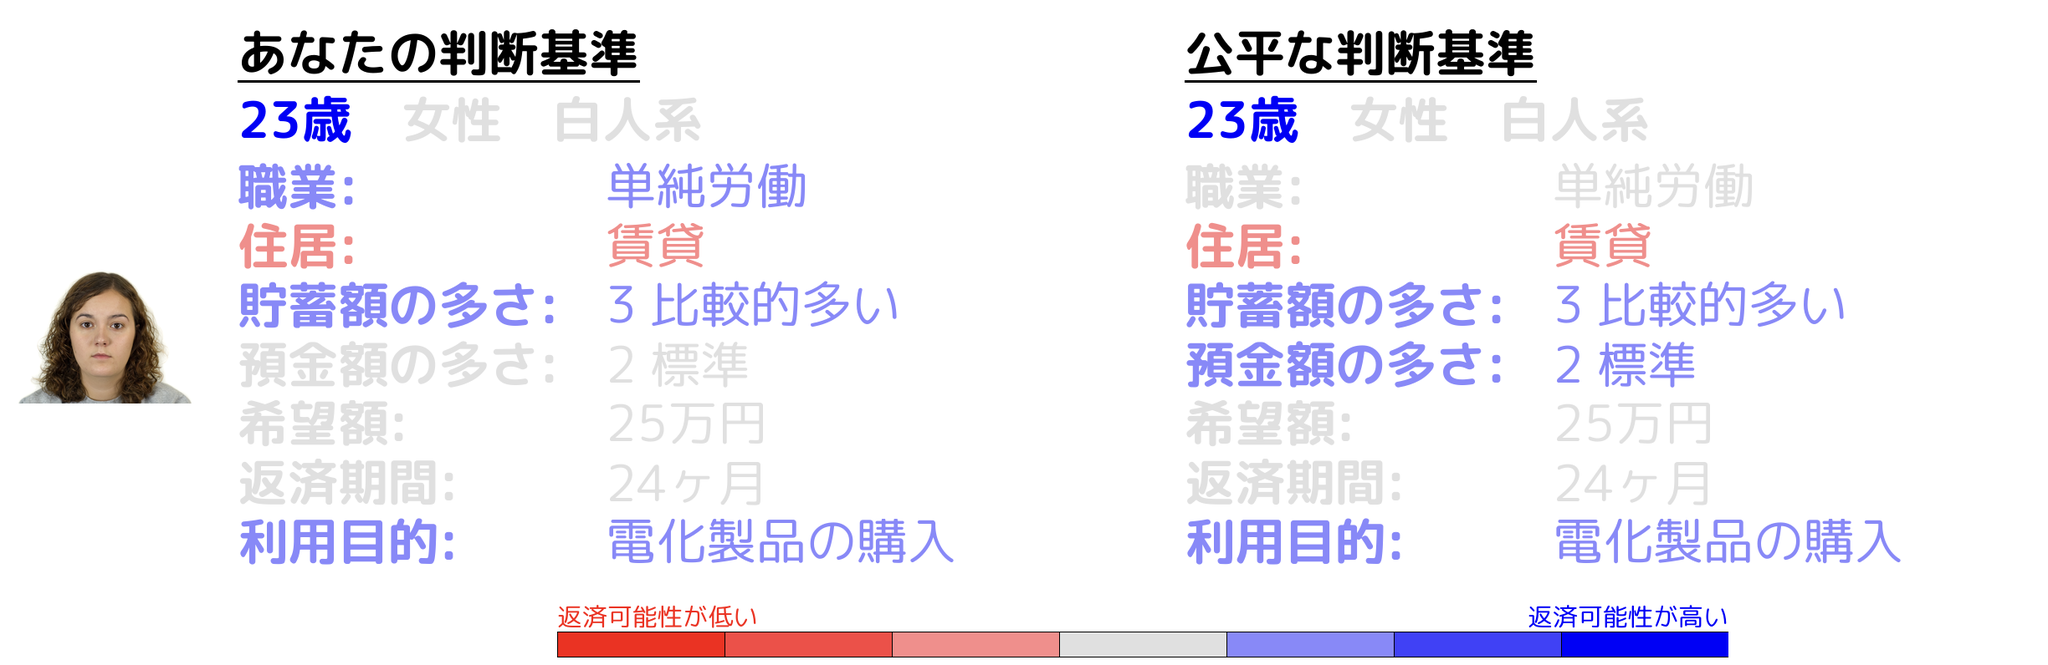 あなたの判断基準
23歳 女性 白人系
職業: 単純労働
住居: 賃貸
貯蓄額の多さ: 3 比較的多い
預金額の多さ: 2 標準
希望額: 25万円
返済期間: 24ヶ月
利用目的: 電化製品の購入
公平な判断基準
23歳 女性 白人系
職業: 単純労働
住居: 賃貸
貯蓄額の多さ: 3 比較的多い
預金額の多さ: 2 標準
希望額: 25万円
返済期間: 24ヶ月
利用目的: 電化製品の購入
返済可能性が低い
返済可能性が高い